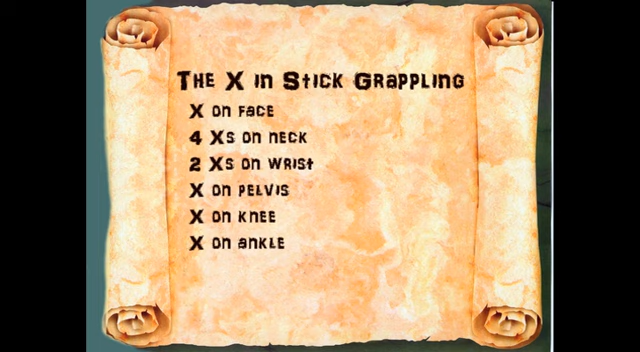 The X in Stick Grappling
X on face
4 Xs on neck
2 Xs on wrist
X on pelvis
X on knee
X on ankle